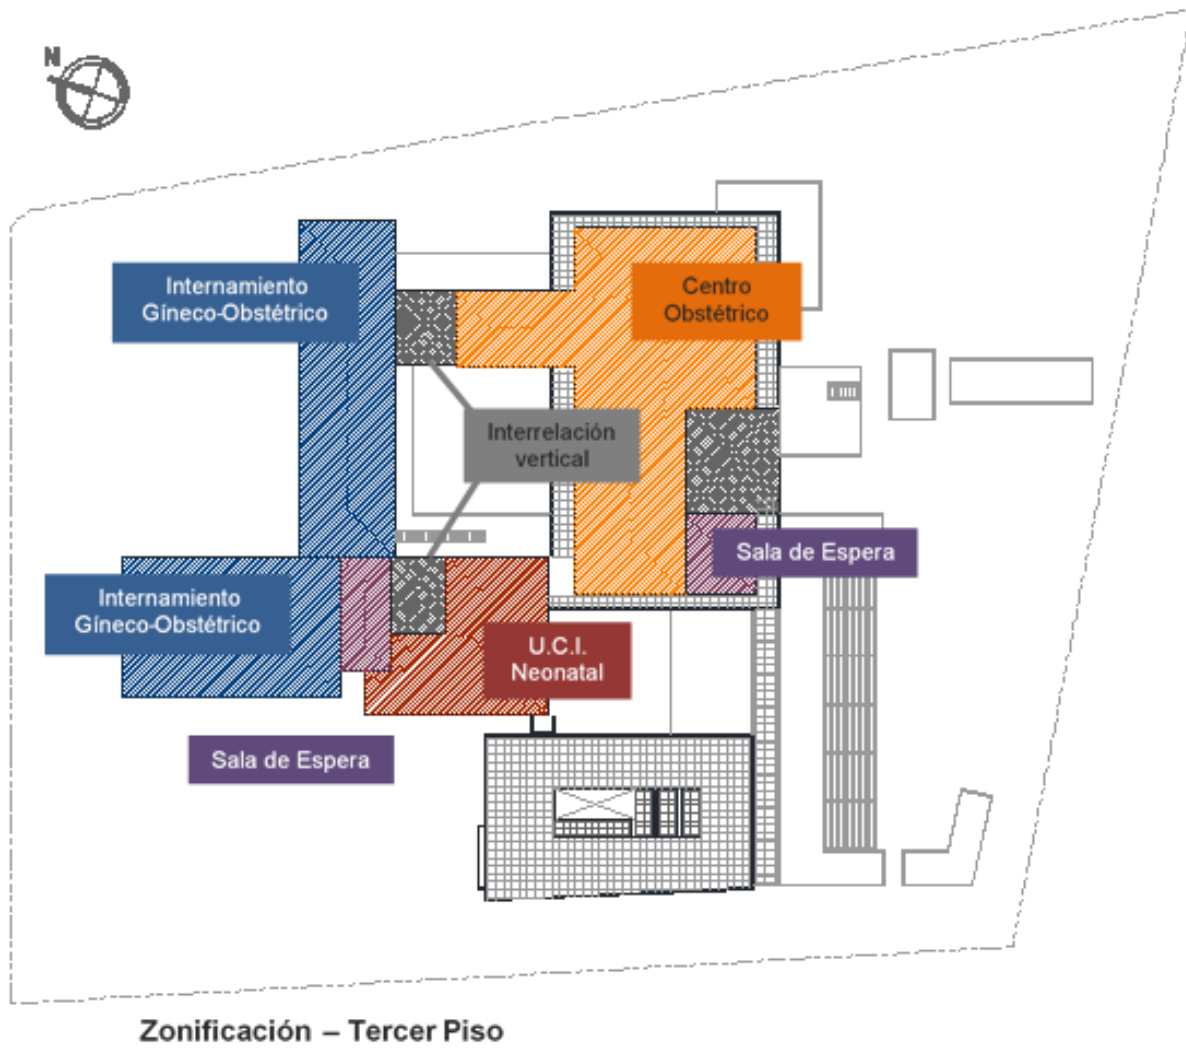 N
Internamiento
Gíneco-Obstétrico
Centro
Obstétrico
Interrelación
vertical
Sala de Espera
Internamiento
Gíneco-Obstétrico
U.C.I.
Neonatal
Sala de Espera
Zonificación – Tercer Piso